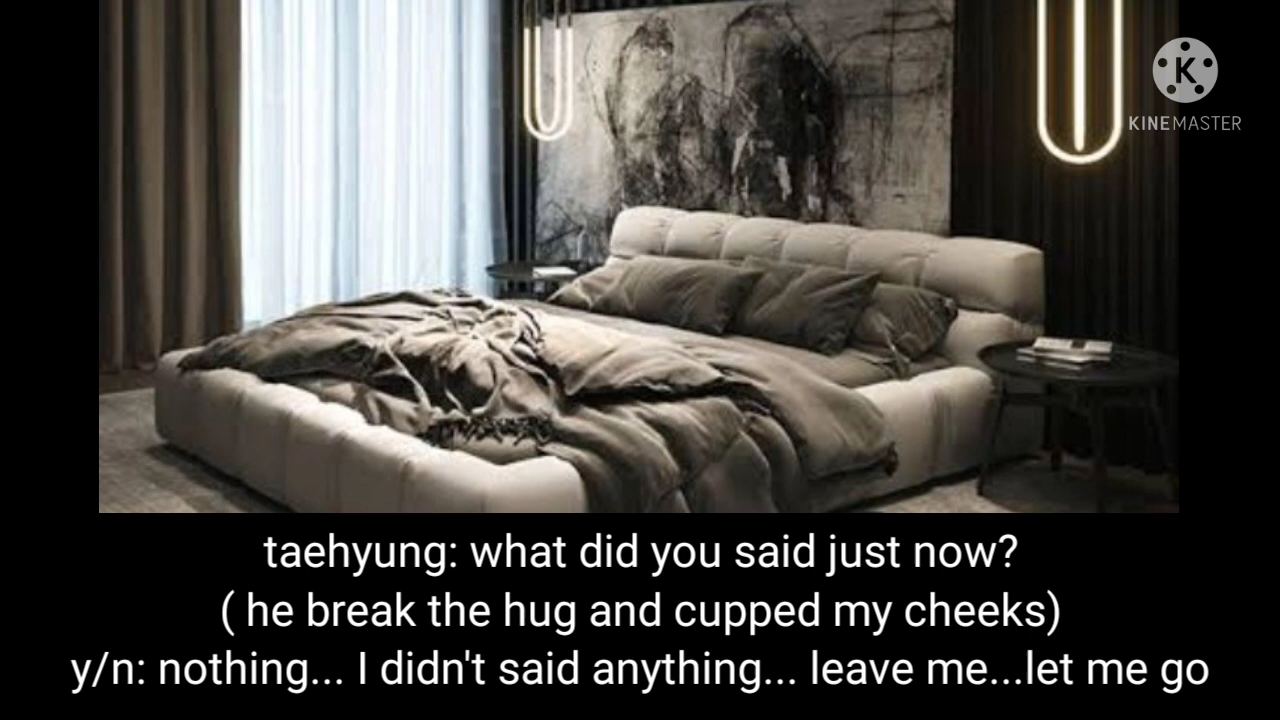 K
KINEMASTER
taehyung: what did you said just now?
( he break the hug and cupped my cheeks)
y/n: nothing... I didn't said anything... leave me...let me go